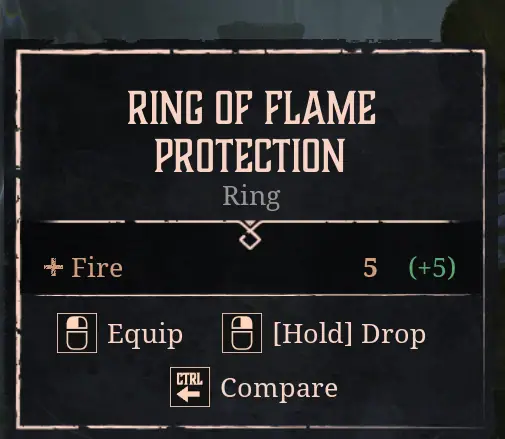 RING OF FLAME
PROTECTION
Ring
Fire 5 (+5)
Equip [Hold] Drop
CTRL Compare